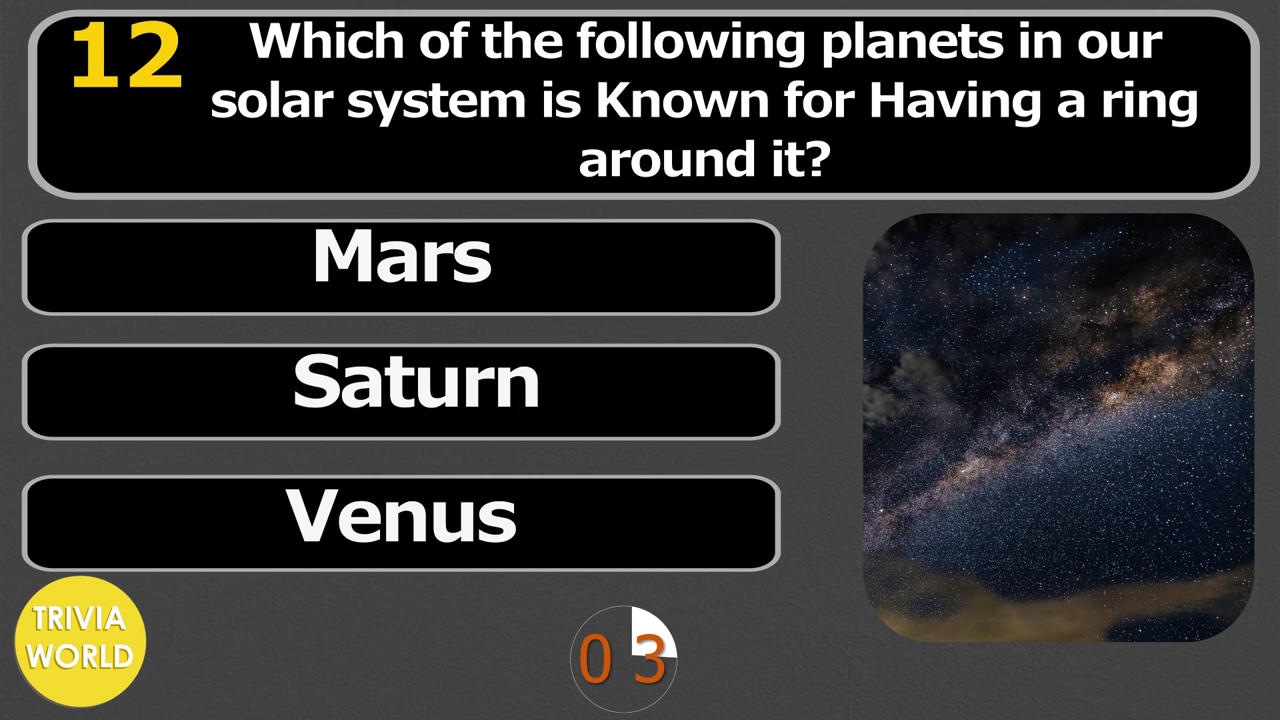 12
Which of the following planets in our
solar system is Known for Having a ring
around it?
Mars
Saturn
Venus
TRIVIA
WORLD
03